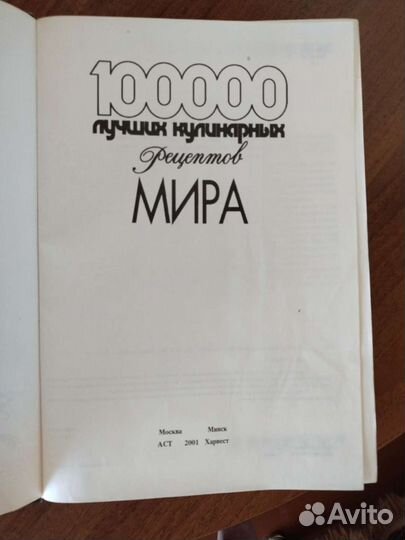 100000
лучших кулинарных
Рецептов
МИРА
Москва Минск
АСТ 2001 Харвест
Avito